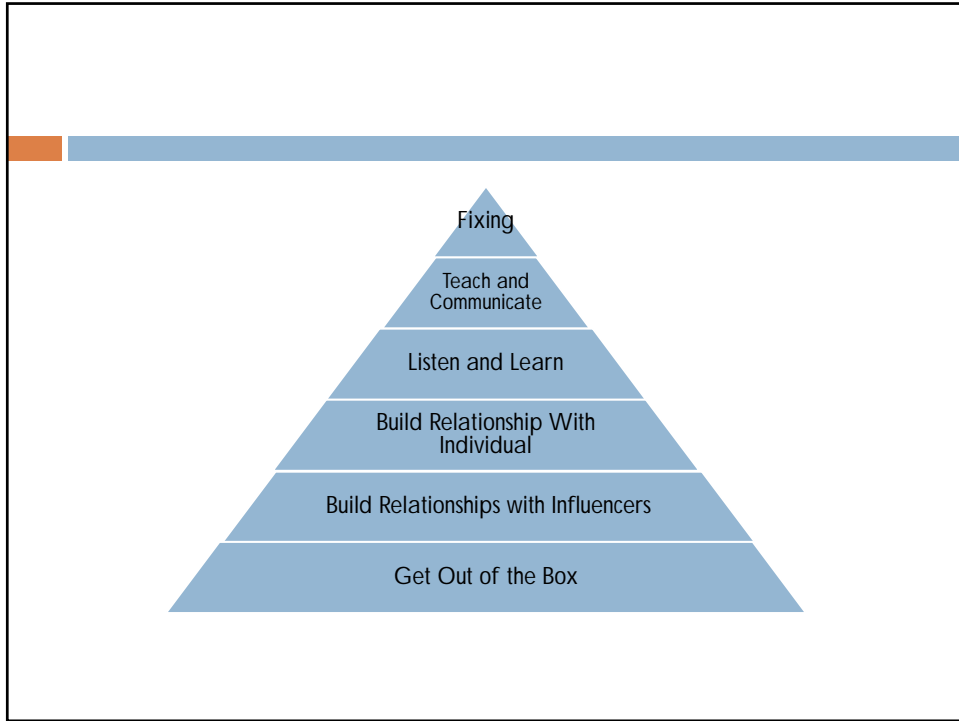 Fixing
Teach and
Communicate
Listen and Learn
Build Relationship With
Individual
Build Relationships with Influencers
Get Out of the Box